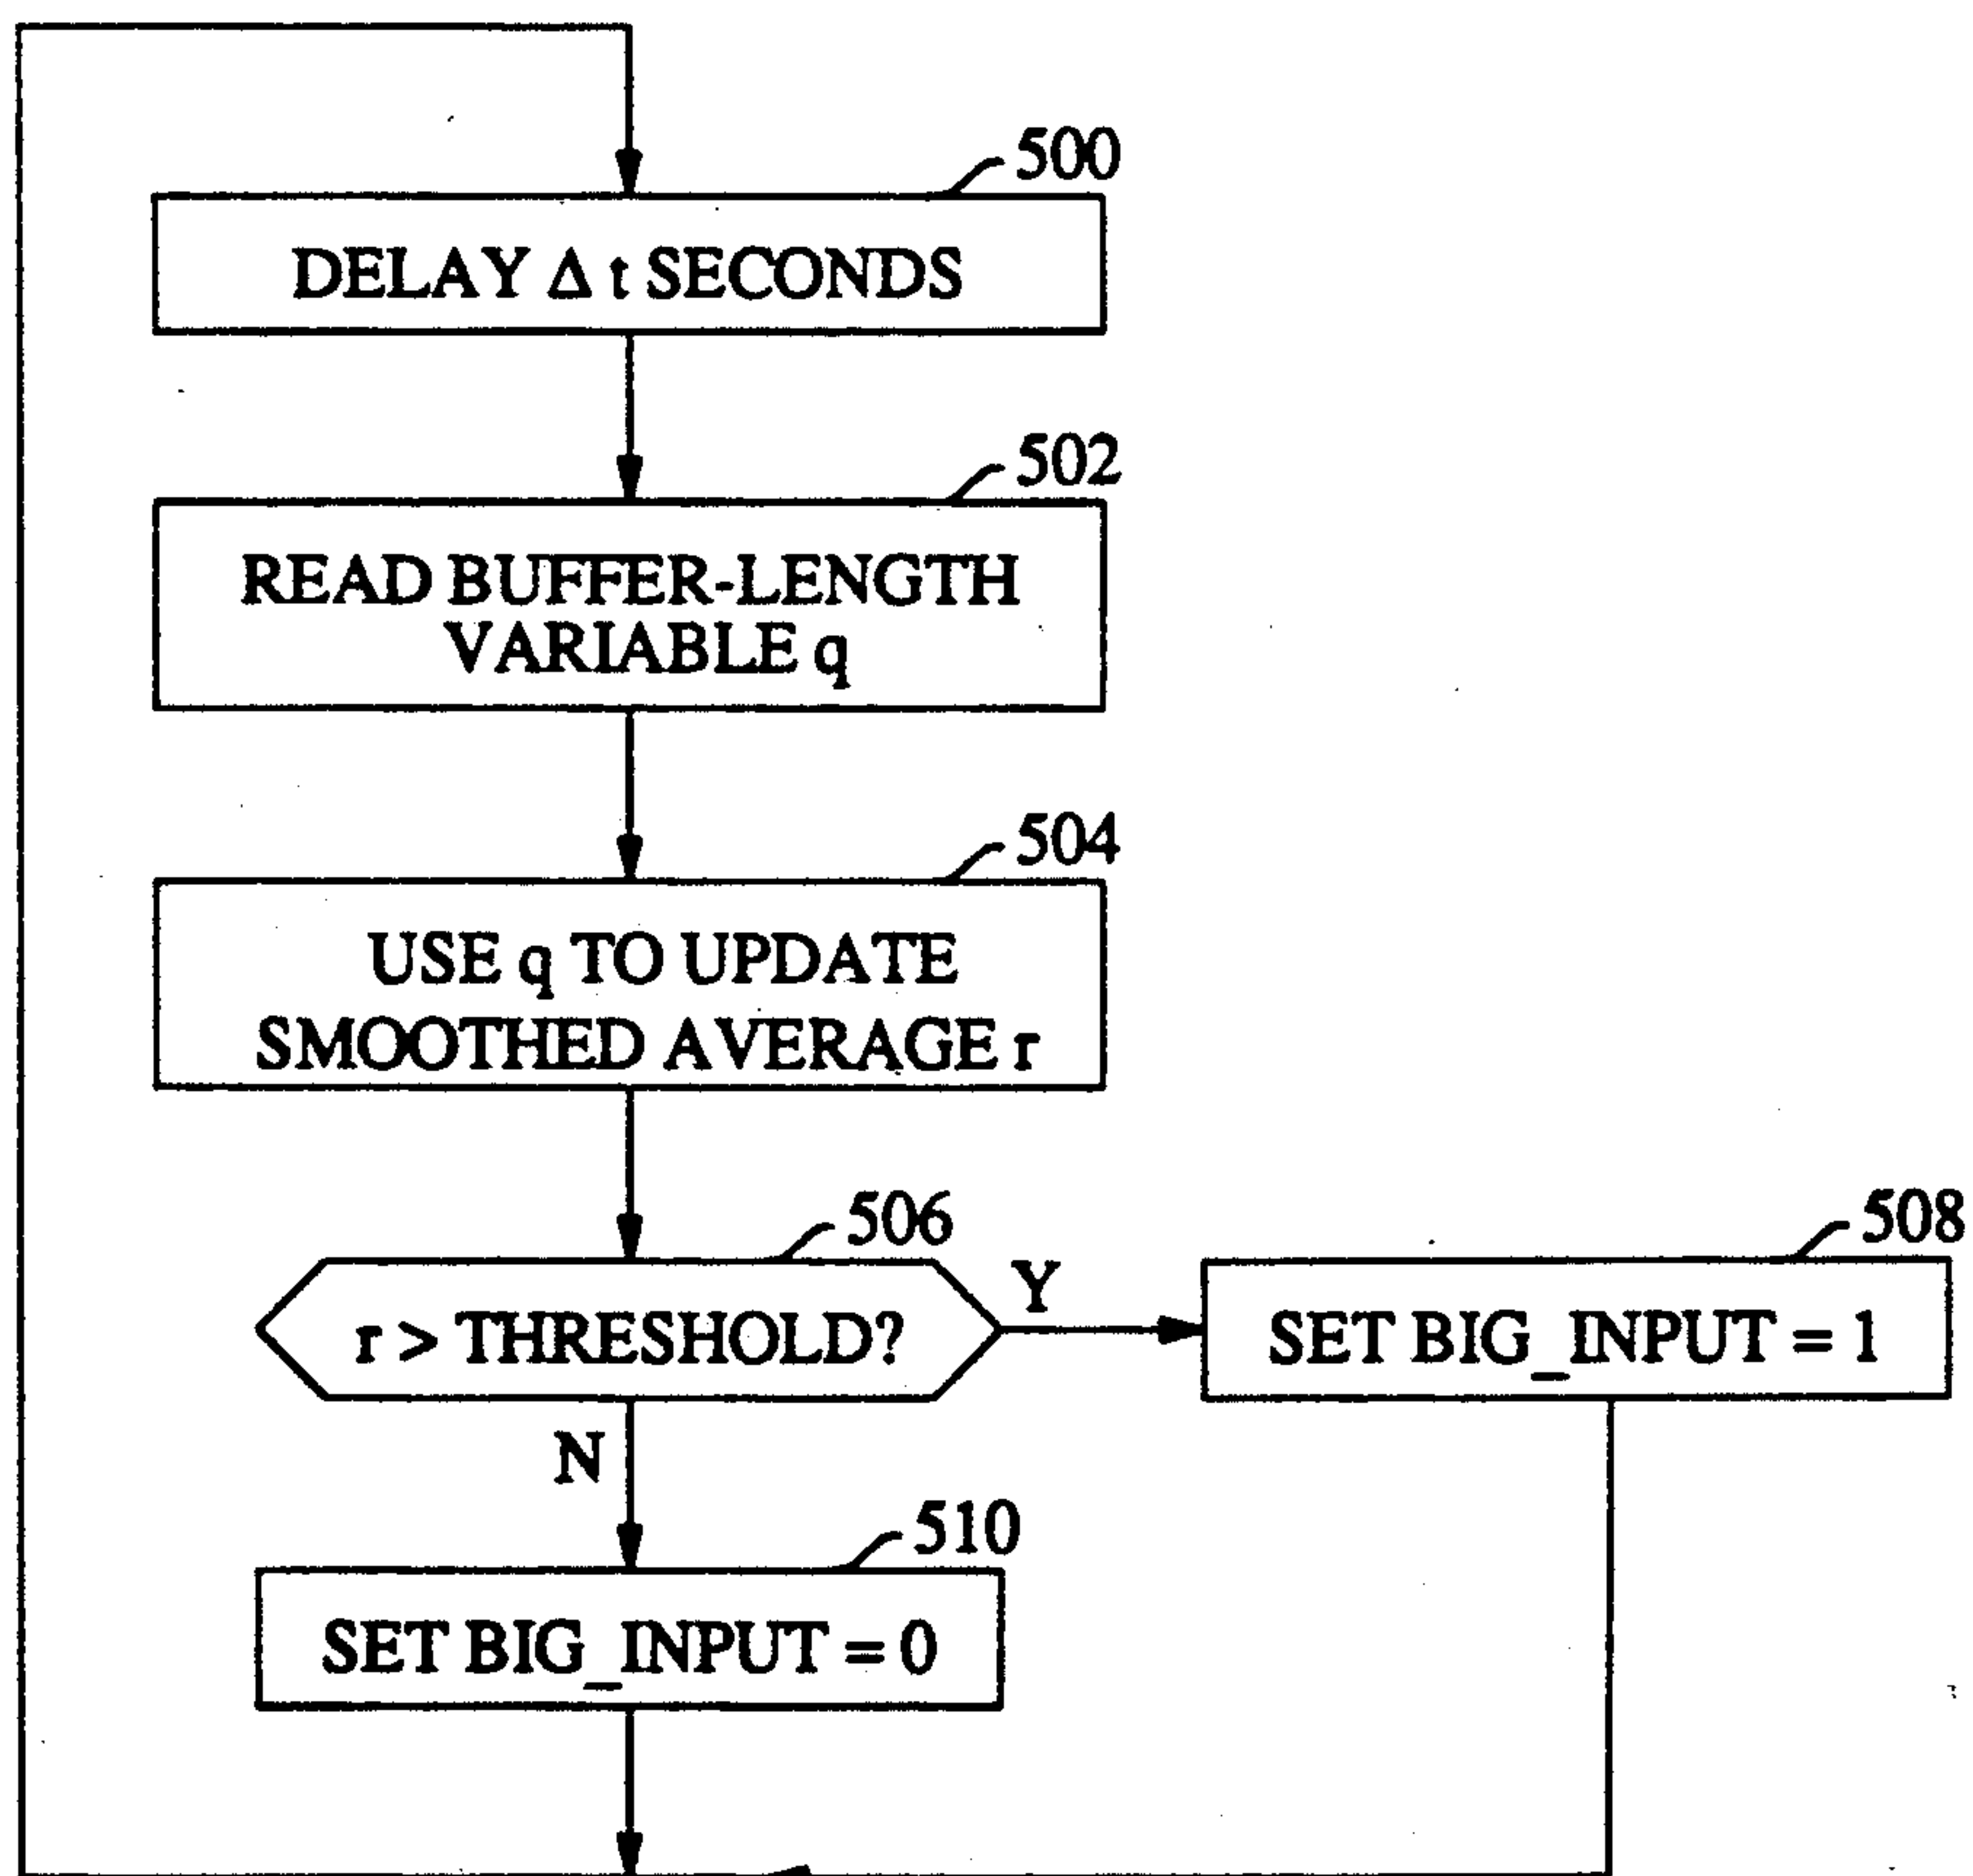 500
DELAY Δ t SECONDS
502
READ BUFFER-LENGTH
VARIABLE q
504
USE q TO UPDATE
SMOOTHED AVERAGE r
506
r > THRESHOLD?
Y
508
SET BIG_INPUT = 1
N
510
SET BIG_INPUT = 0